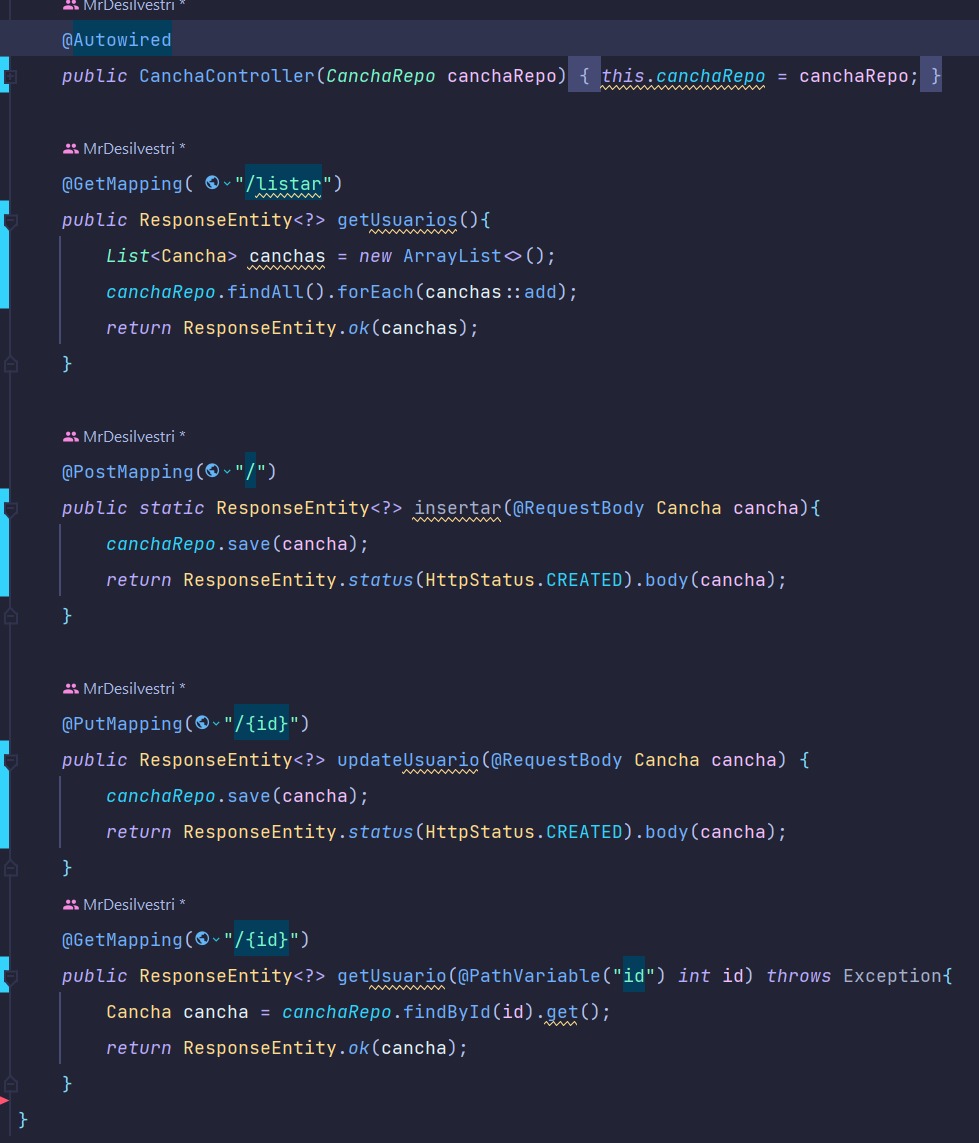 MrDesilvestri *
@Autowired
public CanchaController(CanchaRepo canchaRepo) { this.canchaRepo = canchaRepo; }
MrDesilvestri *
@GetMapping("/listar")
public ResponseEntity<?> getUsuarios(){
List<Cancha> canchas = new ArrayList<>();
canchaRepo.findAll().forEach(canchas::add);
return ResponseEntity.ok(canchas);
}
MrDesilvestri *
@PostMapping("/")
public static ResponseEntity<?> insertar(@RequestBody Cancha cancha){
canchaRepo.save(cancha);
return ResponseEntity.status(HttpStatus.CREATED).body(cancha);
}
MrDesilvestri *
@PutMapping("/{id}")
public ResponseEntity<?> updateUsuario(@RequestBody Cancha cancha) {
canchaRepo.save(cancha);
return ResponseEntity.status(HttpStatus.CREATED).body(cancha);
}
MrDesilvestri *
@GetMapping("/{id}")
public ResponseEntity<?> getUsuario(@PathVariable("id") int id) throws Exception{
Cancha cancha = canchaRepo.findById(id).get();
return ResponseEntity.ok(cancha);
}
}